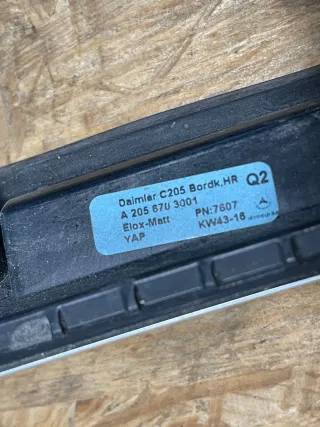 Daimler C205 Bordk,HR Q2
A 205 670 3001
Elox-Matt PN:7607
YAP KW43-16